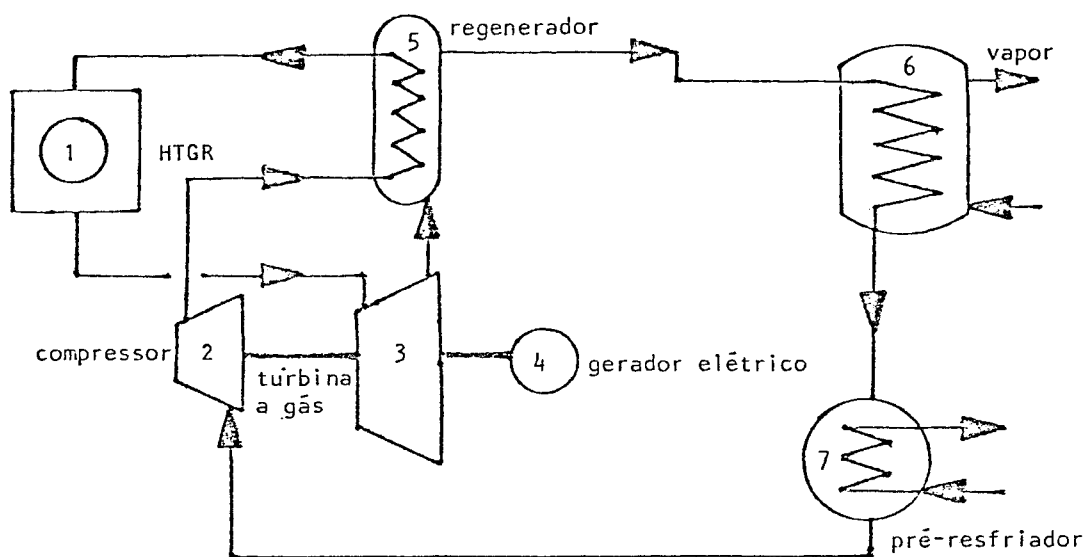 regenerador
5
6
vapor
1
HTGR
compressor
2
turbina
a gás
3
4
gerador elétrico
7
pré-resfriador